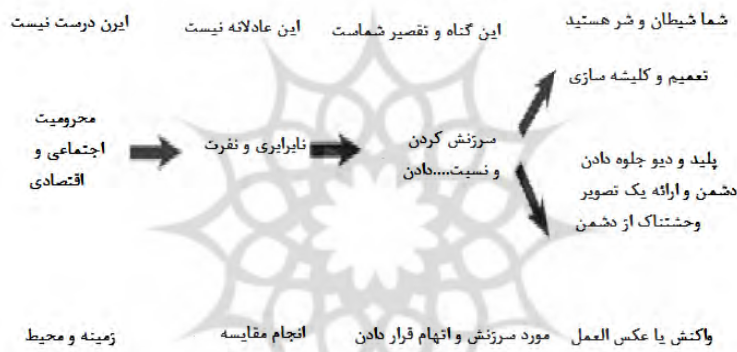 شما شیطان و شر هستید
این گناه و تقصیر شماست
این عادلانه نیست
ایرن درست نیست
تعمیم و کلیشه سازی
محرومیت
اجتماعی و
اقتصادی
نابرابری و نفرت
سرزنش کردن
و نسبت....دادن
پلید و دیو جلوه دادن
دشمن و ارائه یک تصویر
وحشتناک از دشمن
واکنش یا عکس العمل
مورد سرزنش و اتهام قرار دادن
انجام مقایسه
زمینه و محیط